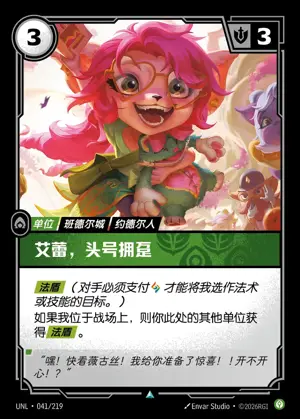 3
3
单位 班德尔城 约德尔人
艾蕾，头号拥趸
法盾（对手必须支付 才能将我选作法术
或技能的目标。）
如果我位于战场上，则你此处的其他单位获
得 法盾 。
“嘿！快看薇古丝！我给你准备了惊喜！！开不开
心！？”
UNL • 041/219
Envar Studio • ©2026RGI